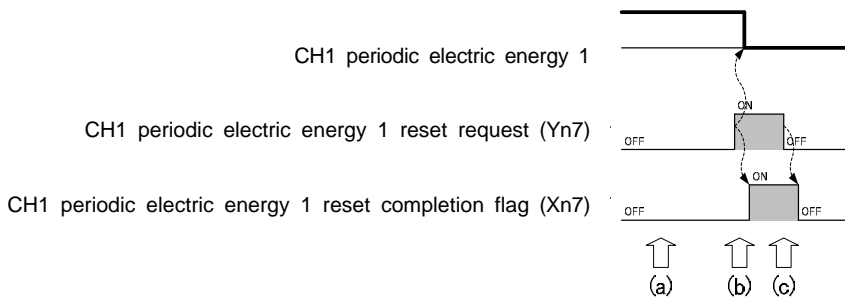 CH1 periodic electric energy 1
ON
CH1 periodic electric energy 1 reset request (Yn7)
OFF
OFF
ON
CH1 periodic electric energy 1 reset completion flag (Xn7)
OFF
OFF
(a) (b) (c)